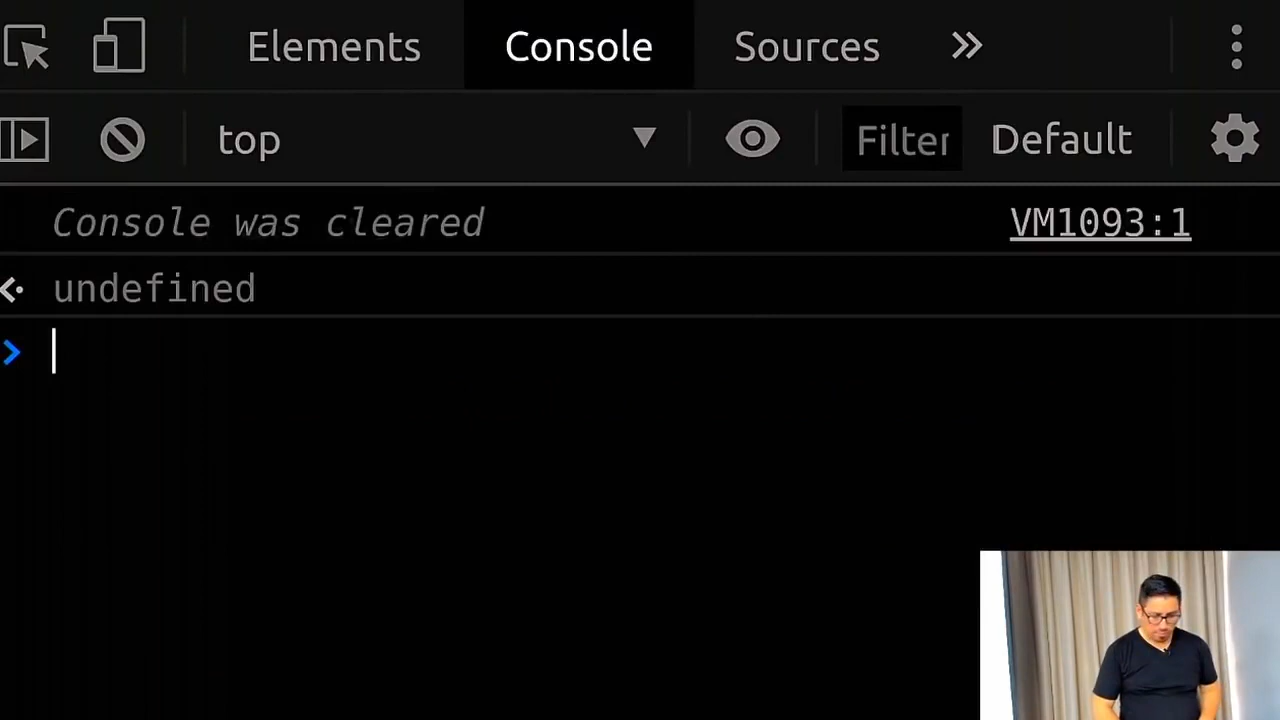 Elements Console Sources
top Filter Default
Console was cleared VM1093:1
undefined